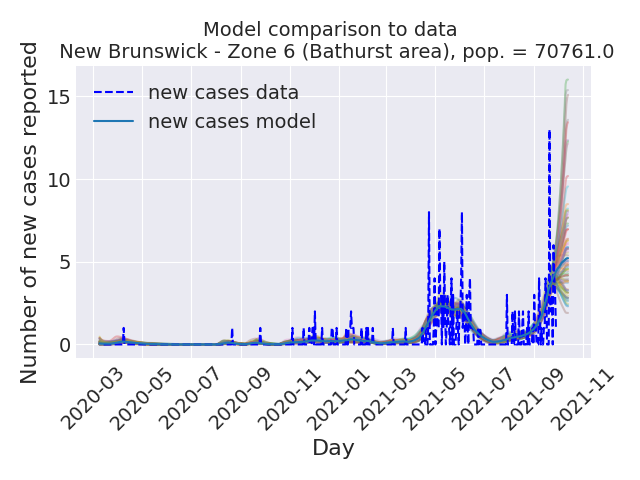 Model comparison to data
New Brunswick - Zone 6 (Bathurst area), pop. = 70761.0
Number of new cases reported
15
10
5
0
new cases data
new cases model
2020-03
2020-05
2020-07
2020-09
2020-11
2021-01
2021-03
2021-05
2021-07
2021-09
2021-11
Day